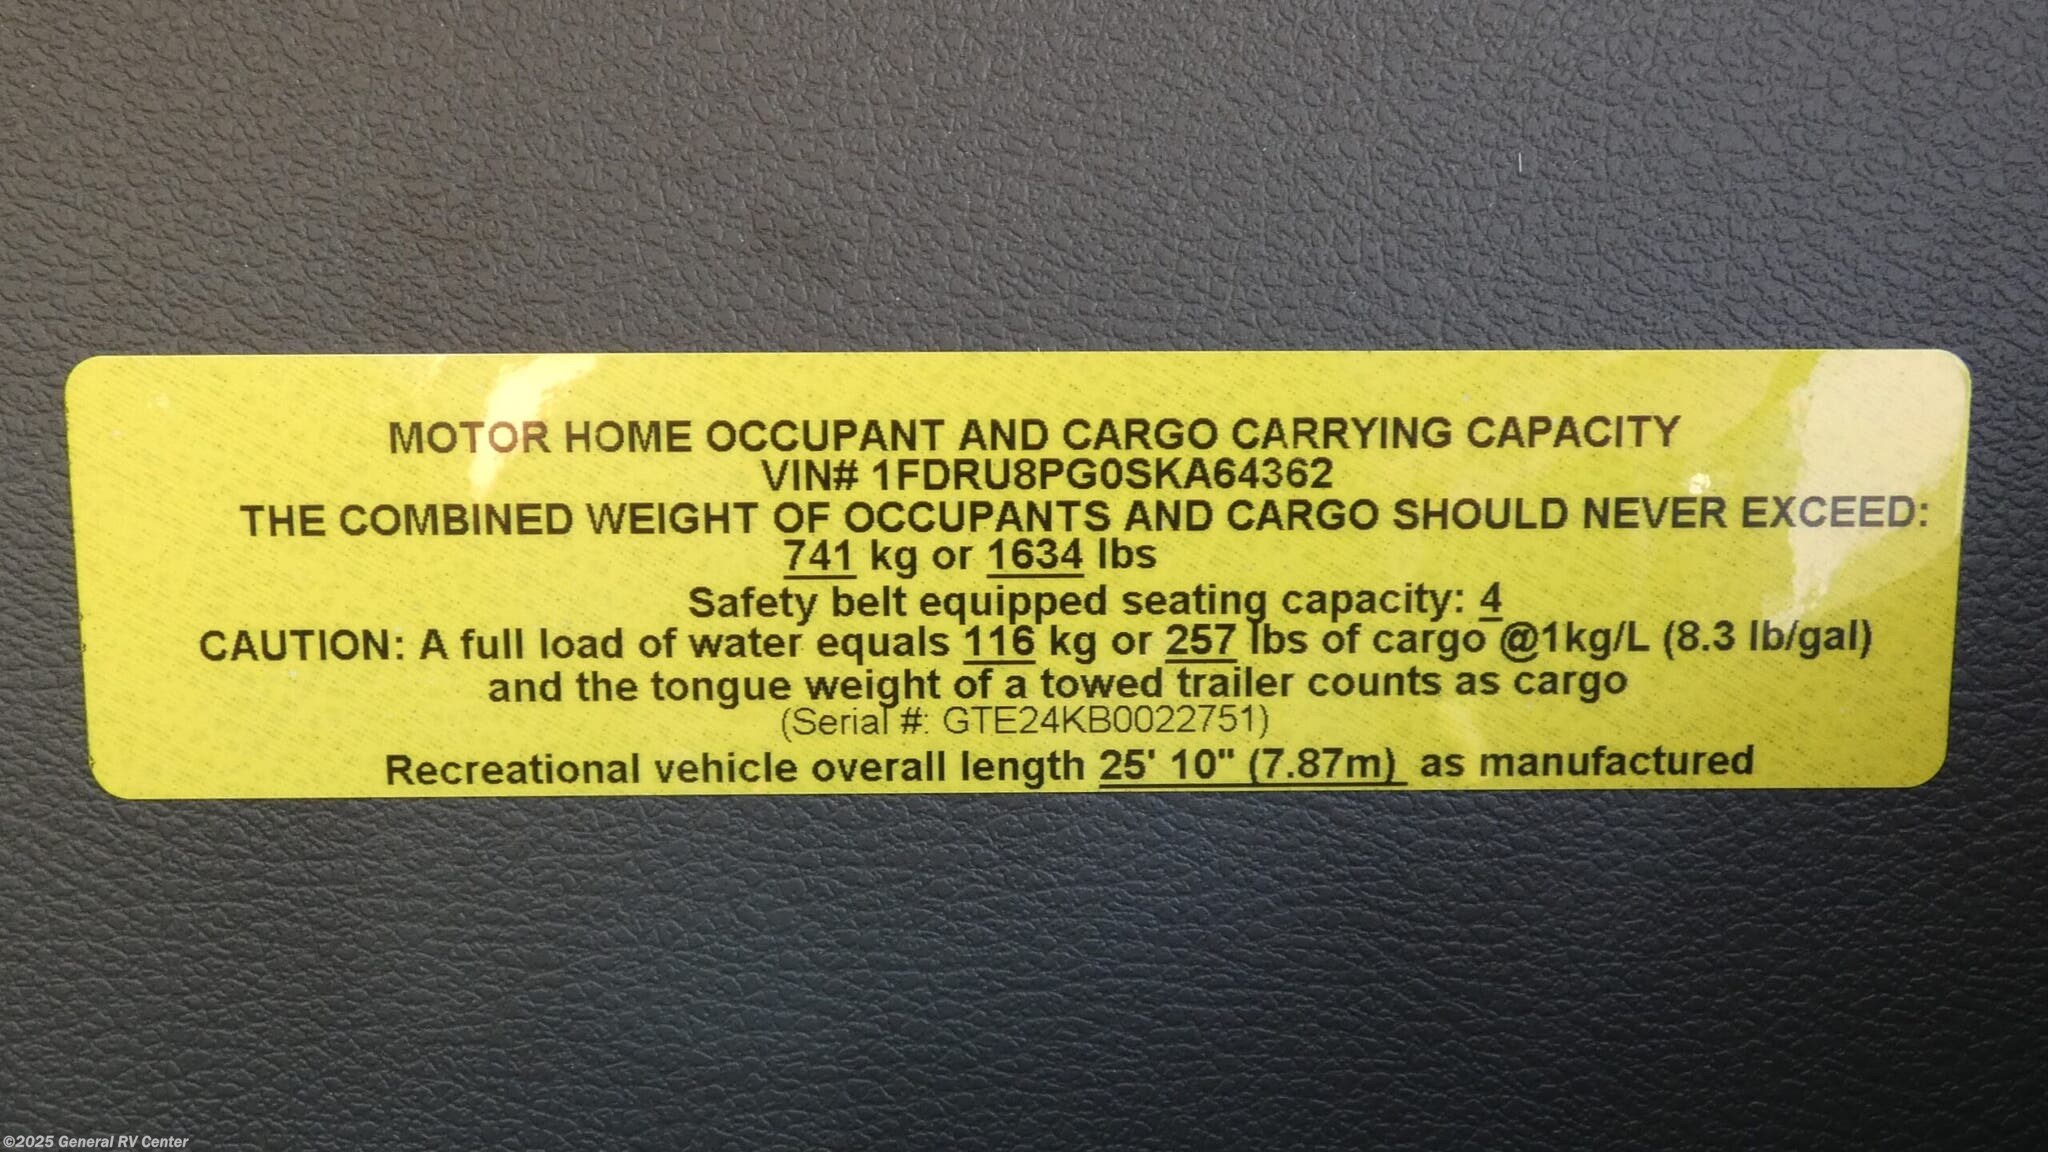 MOTOR HOME OCCUPANT AND CARGO CARRYING CAPACITY
VIN# 1FDRU8PG0SKA64362
THE COMBINED WEIGHT OF OCCUPANTS AND CARGO SHOULD NEVER EXCEED:
741 kg or 1634 lbs
Safety belt equipped seating capacity: 4
CAUTION: A full load of water equals 116 kg or 257 lbs of cargo @1kg/L (8.3 lb/gal)
and the tongue weight of a towed trailer counts as cargo
(Serial #: GTE24KB0022751)
Recreational vehicle overall length 25' 10" (7.87m) as manufactured
©2025 General RV Center